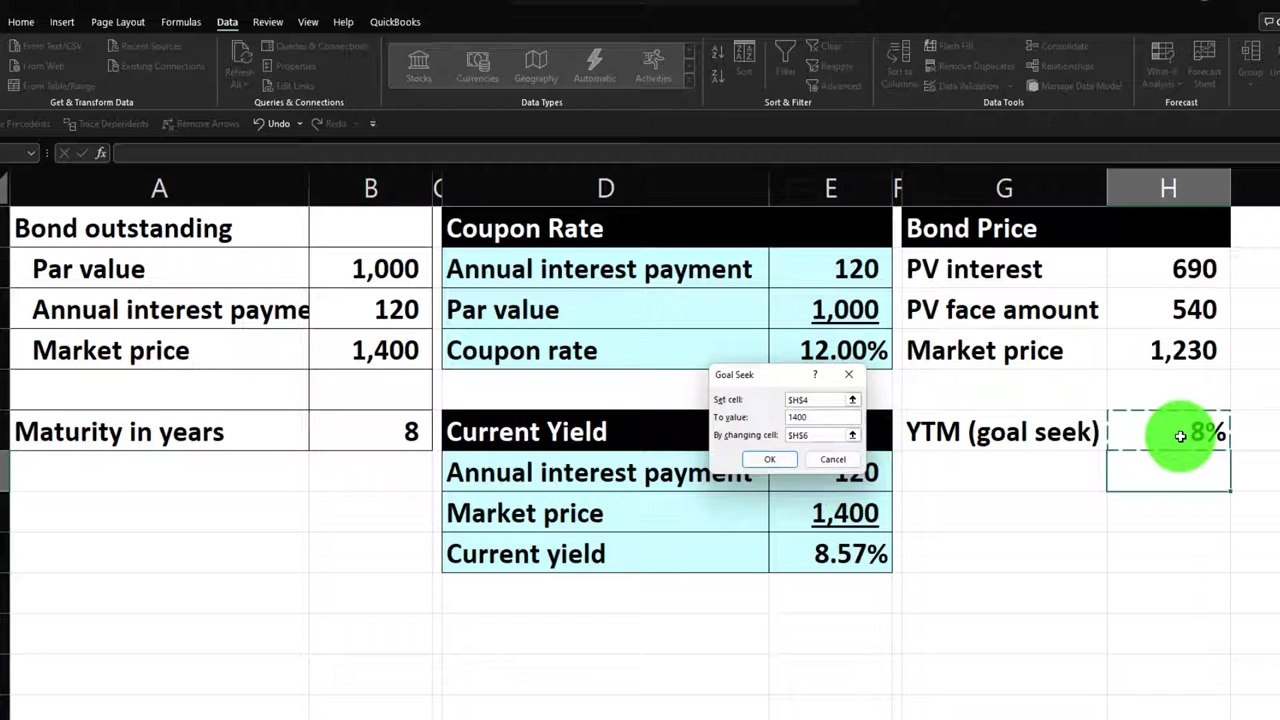 Home Insert Page Layout Formulas Data Review View Help QuickBooks
From Text/CSV Recent Sources Refresh All Queries & Connections Stocks Currencies Geography Automatic Activities Sort Filter Clear Text to Columns Flash Fill Consolidate What-If Analysis Forecast Sheet Group
From Web Existing Connections Properties Reapply Remove Duplicates Relationships
From Table/Range Edit Links Advanced Data Validation Manage Data Model
Get & Transform Data Queries & Connections Data Types Sort & Filter Data Tools Forecast
Precedents Trace Dependents Remove Arrows Undo Redo
fx
A B C D E F G H
Bond outstanding Coupon Rate Bond Price
Par value 1,000 Annual interest payment 120 PV interest 690
Annual interest payme 120 Par value 1,000 PV face amount 540
Market price 1,400 Coupon rate 12.00% Market price 1,230
Goal Seek ?
Set cell: $H$4
To value: 1400
By changing cell: $H$6
OK Cancel
Maturity in years 8 Current Yield YTM (goal seek) 8%
Annual interest payment 120
Market price 1,400
Current yield 8.57%